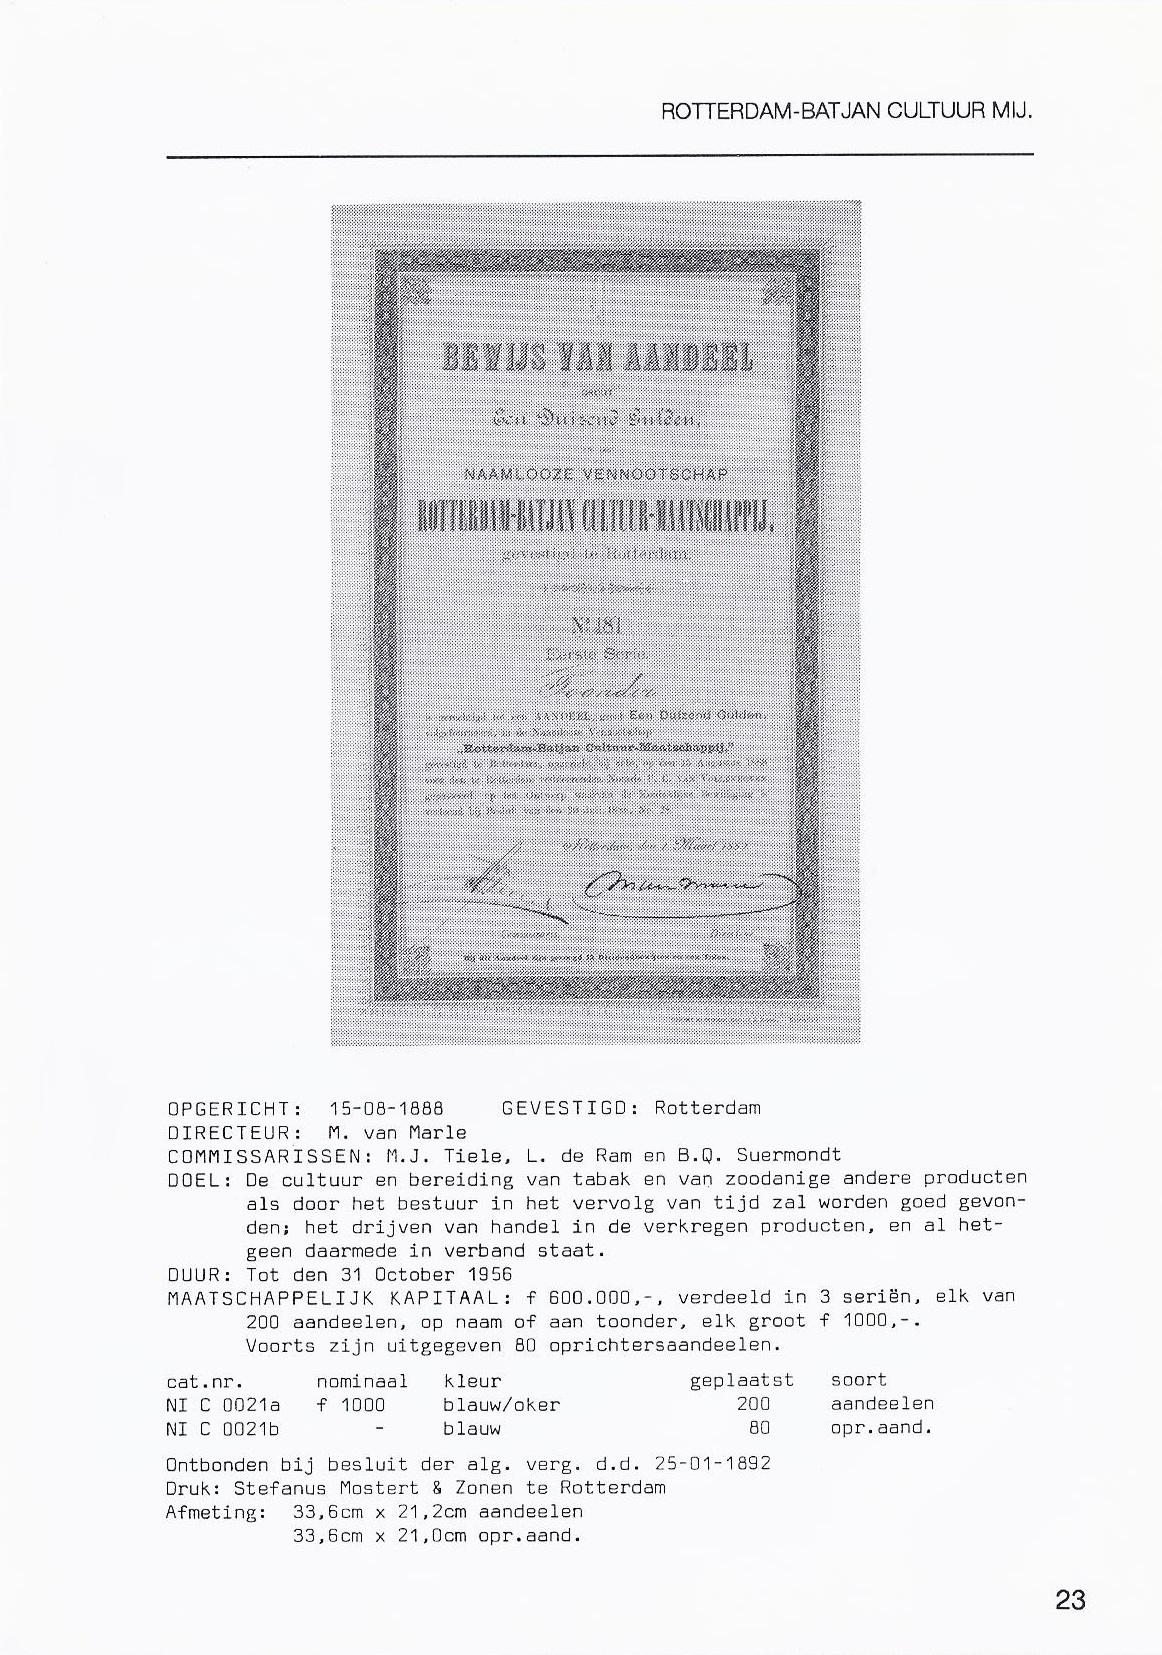 ROTTERDAM-BATJAN CULTUUR MIJ.
BEWIJS VAN AANDEEL
groot
Een Duizend Gulden,
NAAMLOOZE VENNOOTSCHAP
ROTTERDAM-BATJAN CULTUUR-MAATSCHAPPIJ,
gevestigd te Rotterdam.
No. 181
Eerste Serie.
Toonder
AANDEEL, groot Een Duizend Gulden,
„Rotterdam-Batjan Cultuur-Maatschappij,"
OPGERICHT: 15-08-1888 GEVESTIGD: Rotterdam
DIRECTEUR: M. van Marle
COMMISSARISSEN: M.J. Tiele, L. de Ram en B.Q. Suermondt
DOEL: De cultuur en bereiding van tabak en van zoodanige andere producten
als door het bestuur in het vervolg van tijd zal worden goed gevon-
den; het drijven van handel in de verkregen producten, en al het-
geen daarmede in verband staat.
DUUR: Tot den 31 October 1956
MAATSCHAPPELIJK KAPITAAL: f 600.000,-, verdeeld in 3 seriën, elk van
200 aandeelen, op naam of aan toonder, elk groot f 1000,-.
Voorts zijn uitgegeven 80 oprichtersaandeelen.
cat.nr. nominaal kleur geplaatst soort
NI C 0021a f 1000 blauw/oker 200 aandeelen
NI C 0021b - blauw 80 opr.aand.
Ontbonden bij besluit der alg. verg. d.d. 25-01-1892
Druk: Stefanus Mostert & Zonen te Rotterdam
Afmeting: 33,6cm x 21,2cm aandeelen
33,6cm x 21,0cm opr.aand.
23